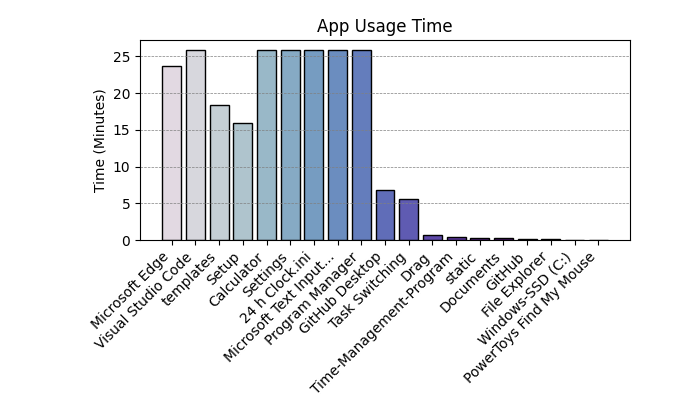 App Usage Time
Time (Minutes)
25
20
15
10
5
0
Microsoft Edge
Visual Studio Code
templates
Setup
Calculator
Settings
24 h Clock.ini
Microsoft Text Input...
Program Manager
GitHub Desktop
Task Switching
Drag
Time-Management-Program
static
Documents
GitHub
File Explorer
Windows-SSD (C:)
PowerToys Find My Mouse